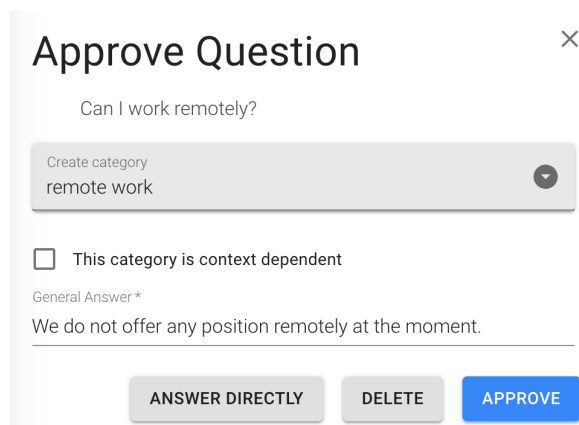 Approve Question
Can I work remotely?
Create category
remote work
This category is context dependent
General Answer *
We do not offer any position remotely at the moment.
ANSWER DIRECTLY
DELETE
APPROVE